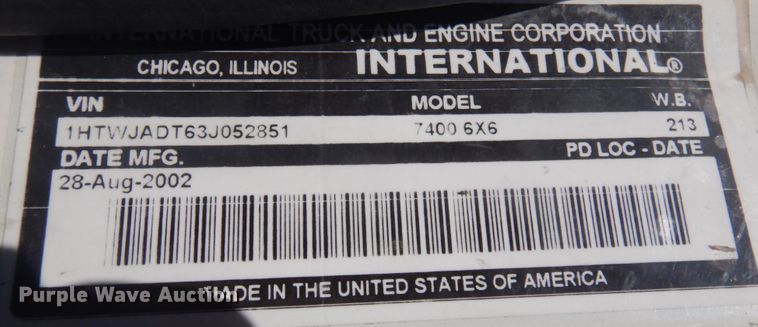 INTERNATIONAL TRUCK AND ENGINE CORPORATION
CHICAGO, ILLINOIS INTERNATIONAL®
VIN MODEL W.B.
1HTWJADT63J052851 7400 6X6 213
DATE MFG. PD LOC - DATE
28-Aug-2002
MADE IN THE UNITED STATES OF AMERICA
Purple Wave Auction